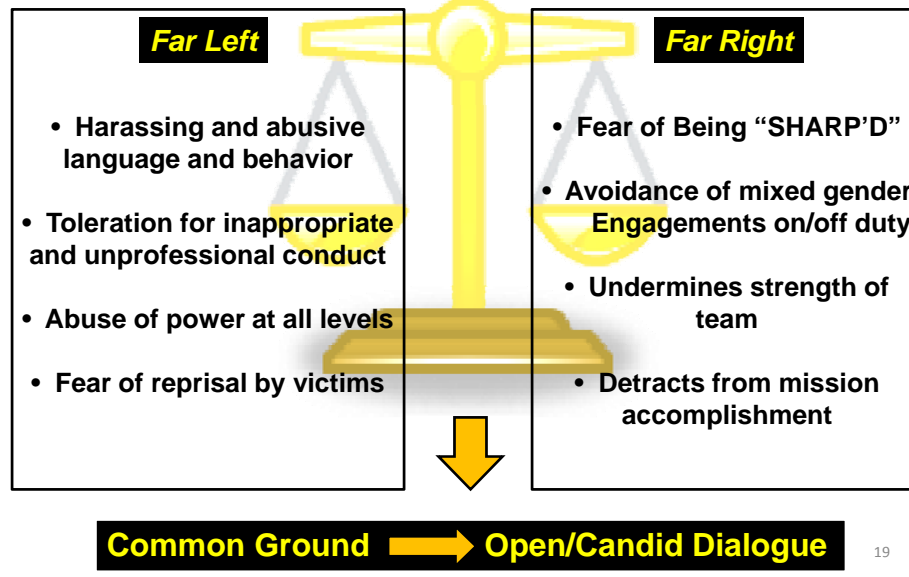 Far Left
• Harassing and abusive
language and behavior
• Toleration for inappropriate
and unprofessional conduct
• Abuse of power at all levels
• Fear of reprisal by victims
Far Right
• Fear of Being “SHARP’D”
• Avoidance of mixed gender
Engagements on/off duty
• Undermines strength of
team
• Detracts from mission
accomplishment
Common Ground Open/Candid Dialogue
19